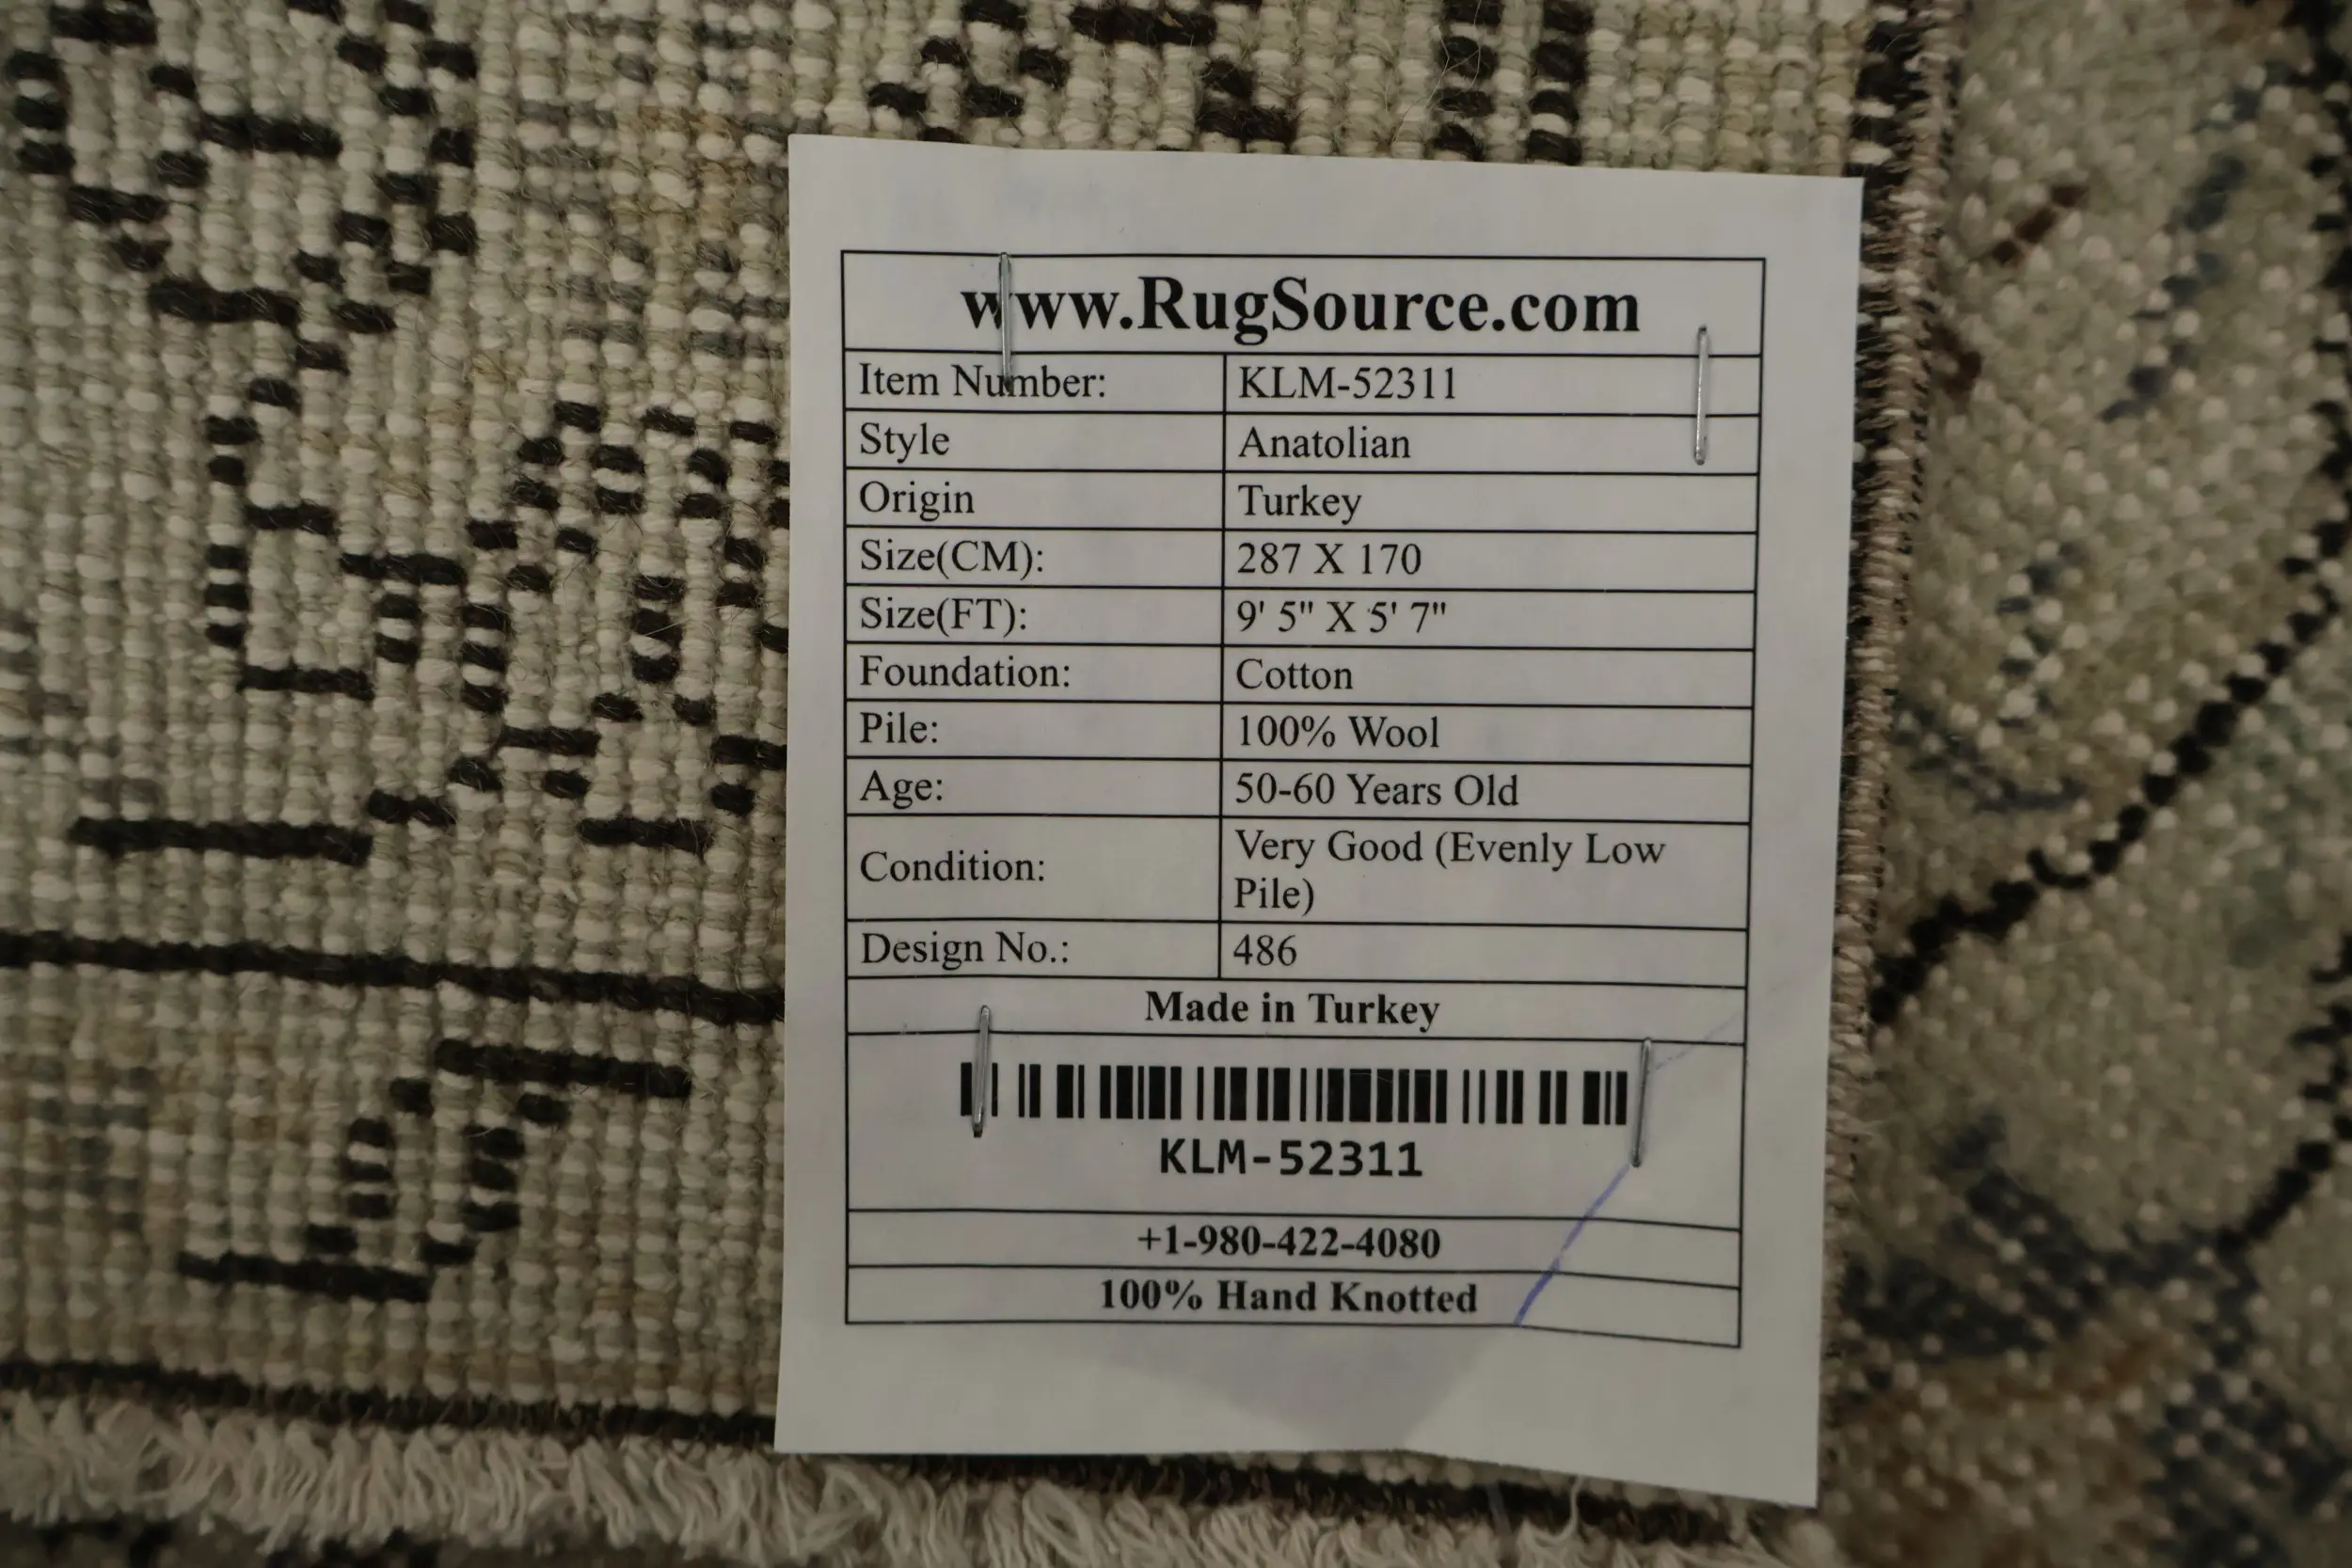 www.RugSource.com
Item Number: KLM-52311
Style Anatolian
Origin Turkey
Size(CM): 287 X 170
Size(FT): 9' 5" X 5' 7"
Foundation: Cotton
Pile: 100% Wool
Age: 50-60 Years Old
Condition: Very Good (Evenly Low
Pile)
Design No.: 486
Made in Turkey
KLM-52311
+1-980-422-4080
100% Hand Knotted